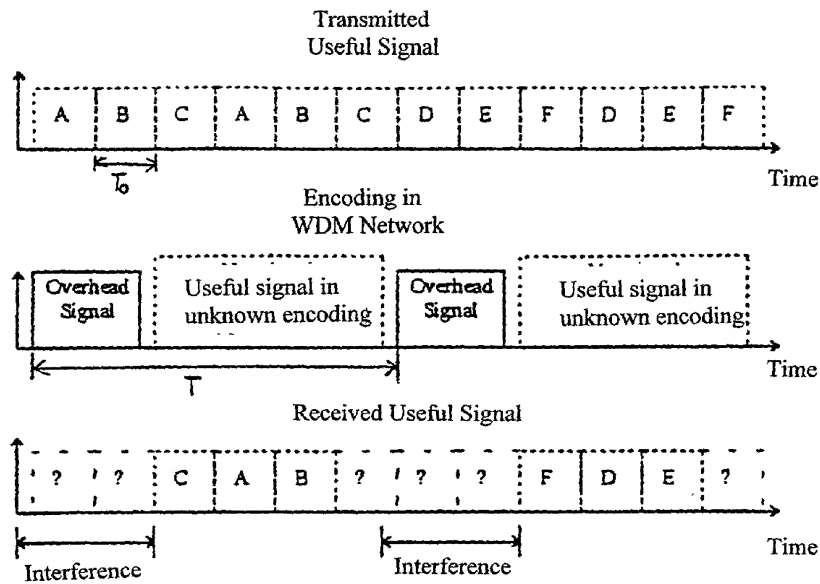 Transmitted
Useful Signal
A B C A B C D E F D E F
T₀
Time
Encoding in
WDM Network
Overhead
Signal
Useful signal in
unknown encoding
Overhead
Signal
Useful signal in
unknown encoding
T
Time
Received Useful Signal
? ? C A B ? ? ? F D E ?
Time
Interference
Interference